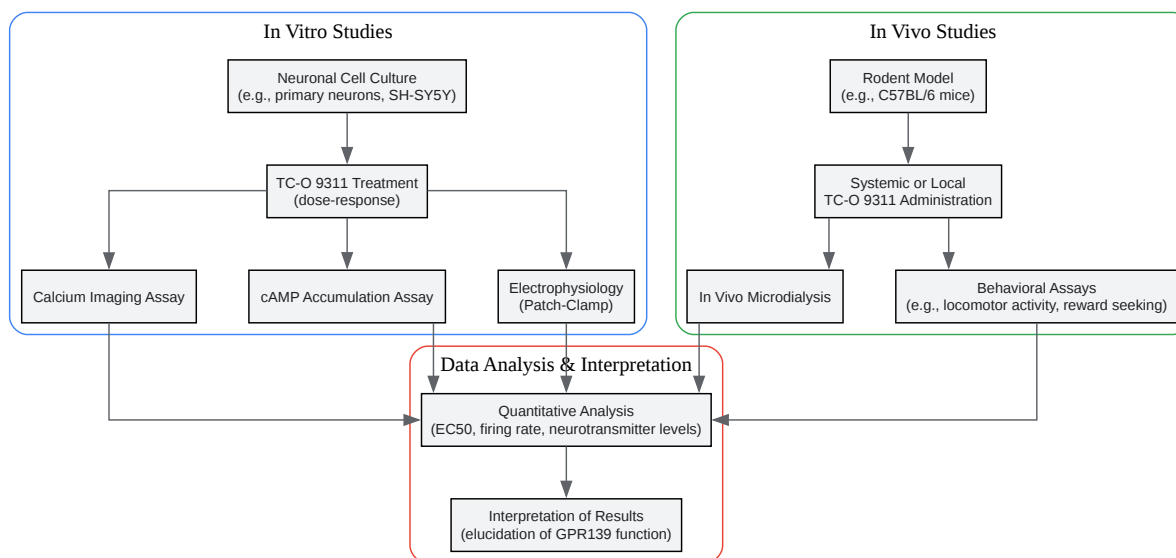 In Vitro Studies
Neuronal Cell Culture
(e.g., primary neurons, SH-SY5Y)
TC-O 9311 Treatment
(dose-response)
Calcium Imaging Assay
cAMP Accumulation Assay
Electrophysiology
(Patch-Clamp)
In Vivo Studies
Rodent Model
(e.g., C57BL/6 mice)
Systemic or Local
TC-O 9311 Administration
In Vivo Microdialysis
Behavioral Assays
(e.g., locomotor activity, reward seeking)
Data Analysis & Interpretation
Quantitative Analysis
(EC50, firing rate, neurotransmitter levels)
Interpretation of Results
(elucidation of GPR139 function)